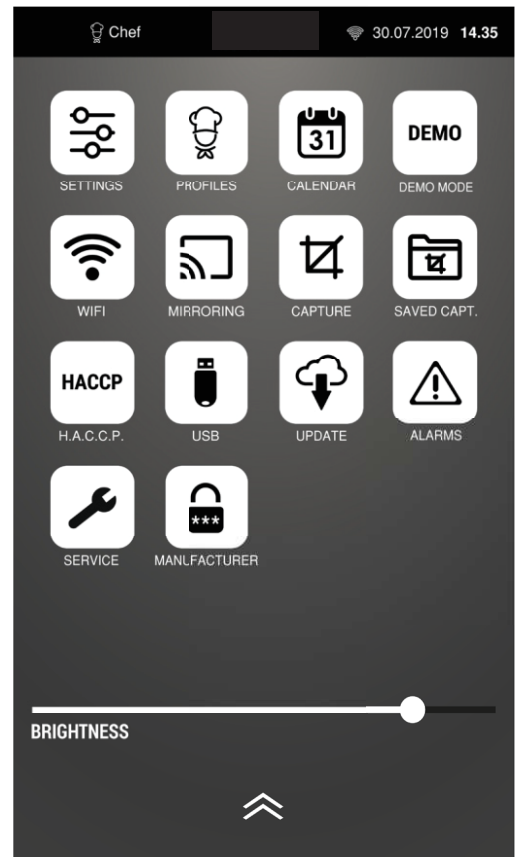 Chef 30.07.2019 14.35
31 DEMO
SETTINGS PROFILES CALENDAR DEMO MODE
WIFI MIRRORING CAPTURE SAVED CAPT.
HACCP
H.A.C.C.P. USB UPDATE ALARMS
***
SERVICE MANLFACTURER
BRIGHTNESS